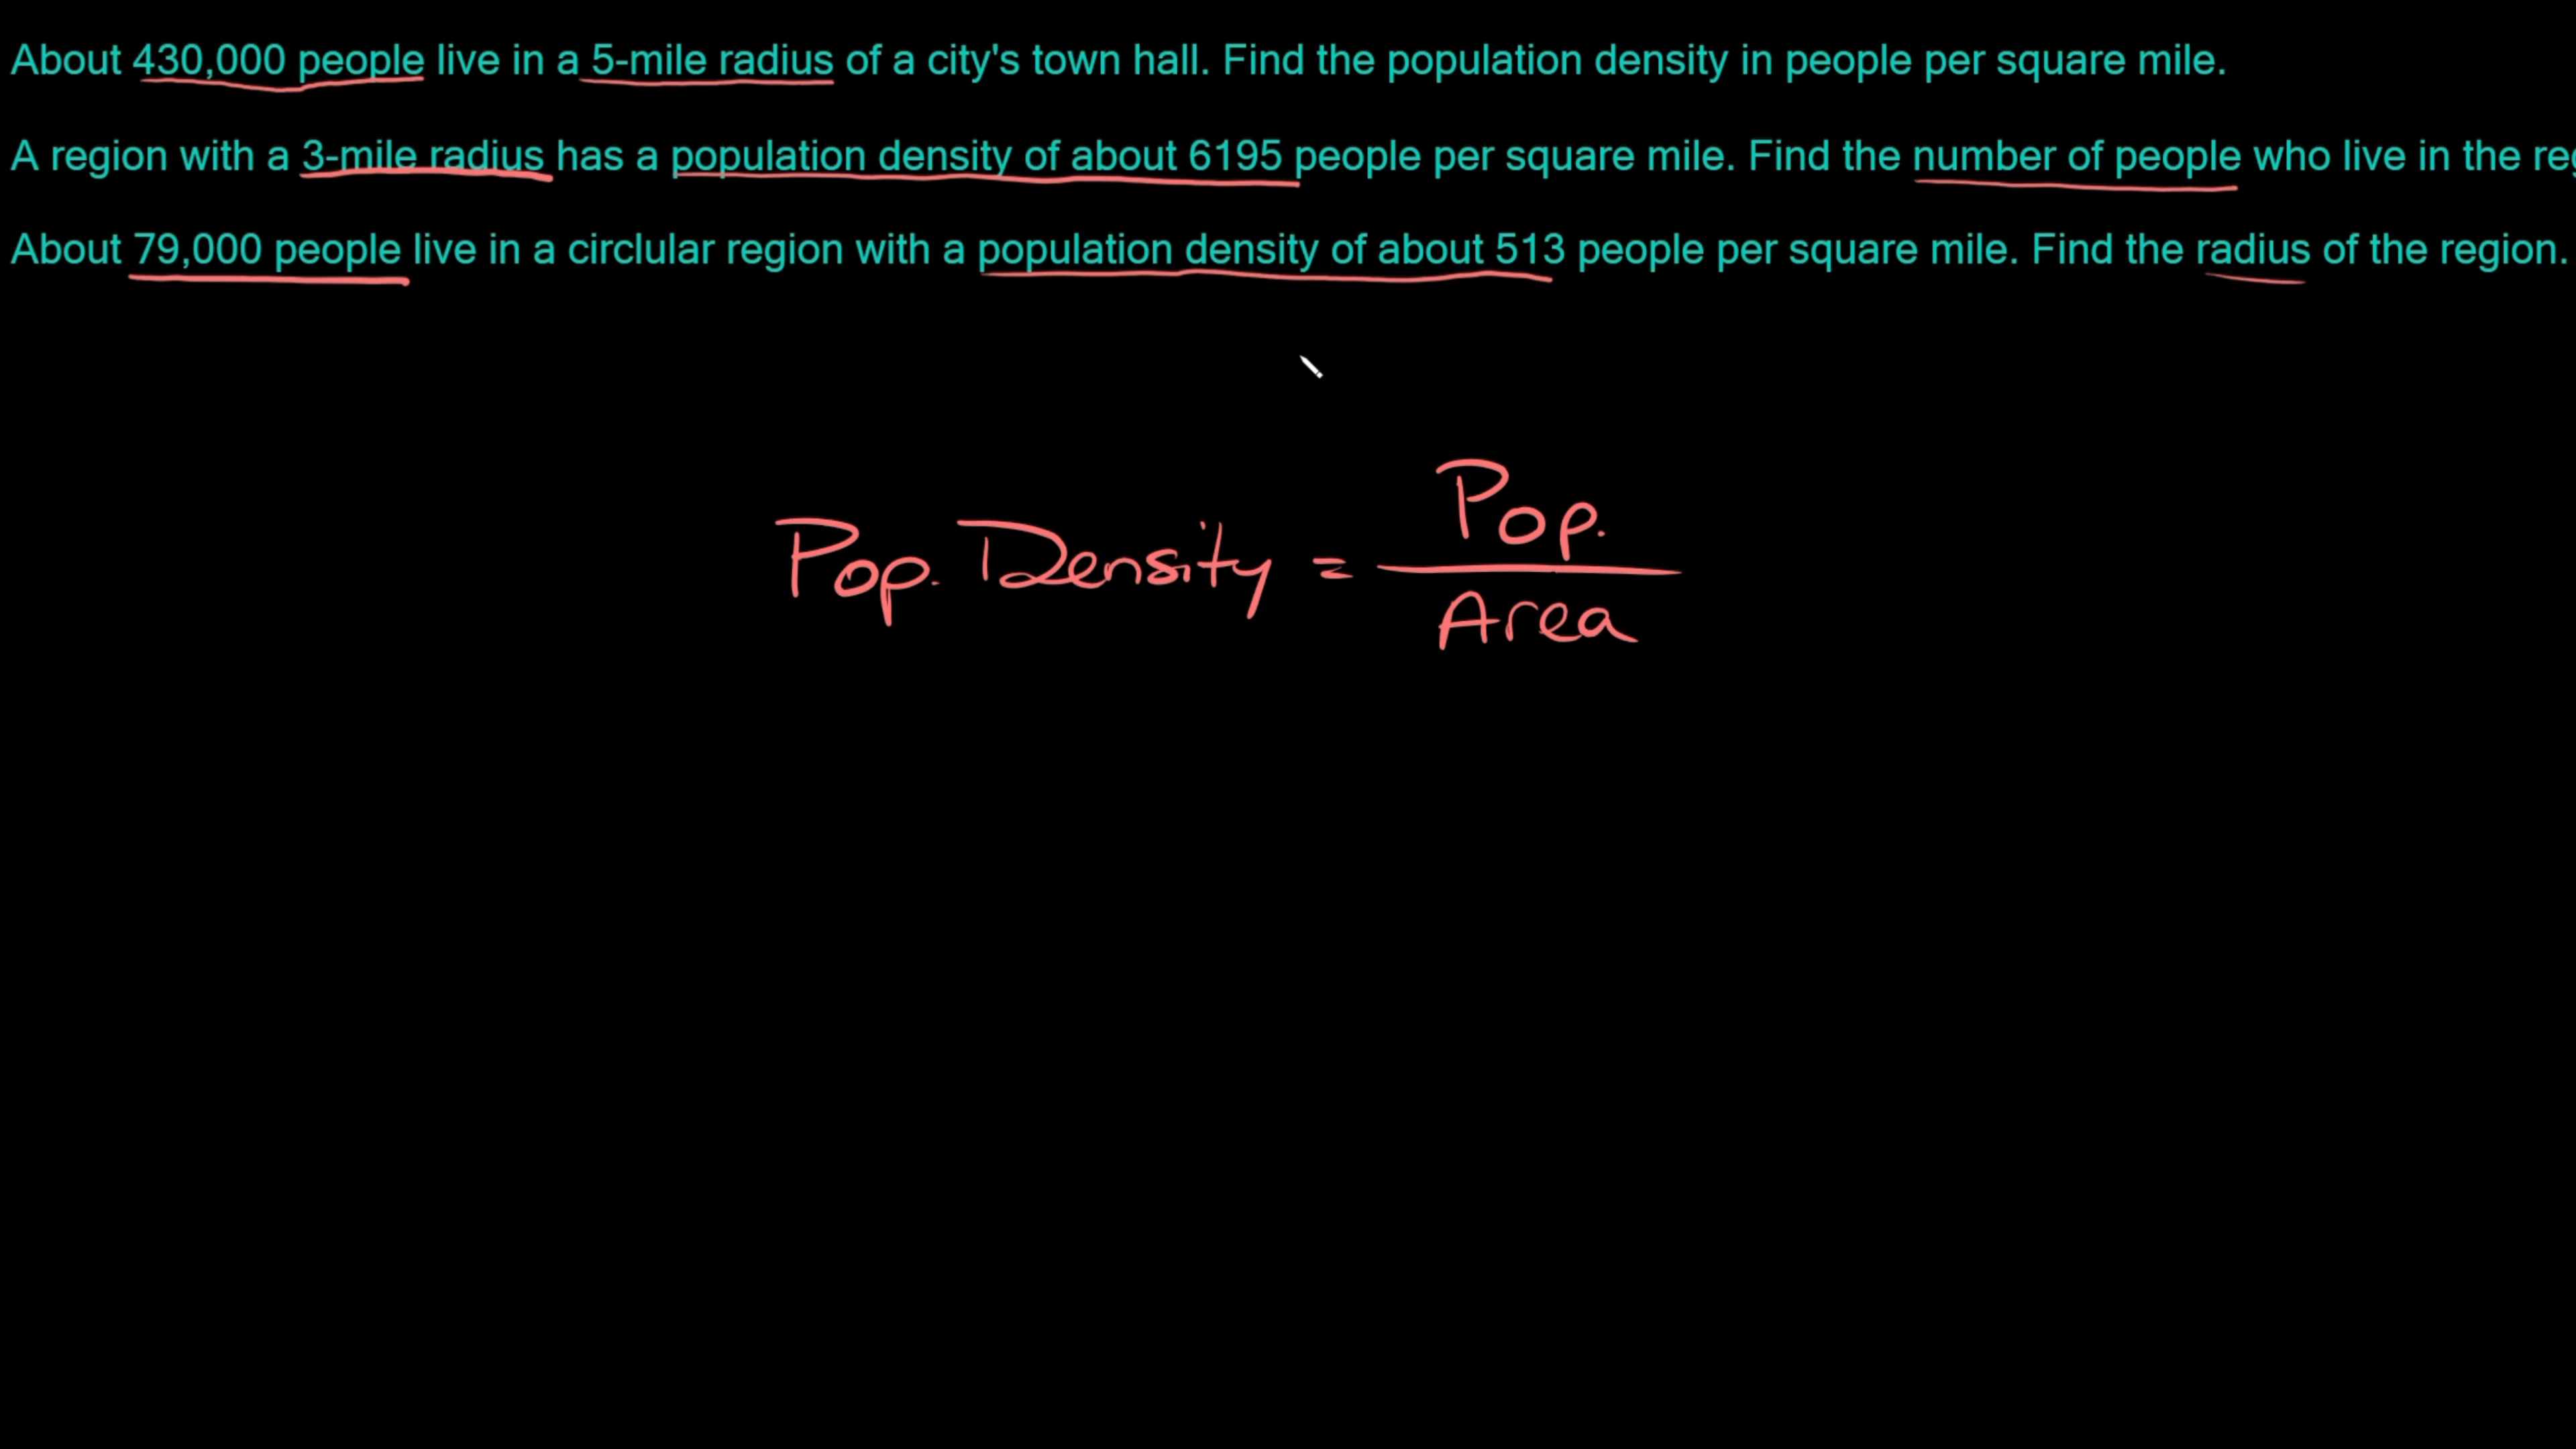 About 430,000 people live in a 5-mile radius of a city's town hall. Find the population density in people per square mile.
A region with a 3-mile radius has a population density of about 6195 people per square mile. Find the number of people who live in the reg
About 79,000 people live in a circlular region with a population density of about 513 people per square mile. Find the radius of the region.
Pop. Density = Pop.
Area